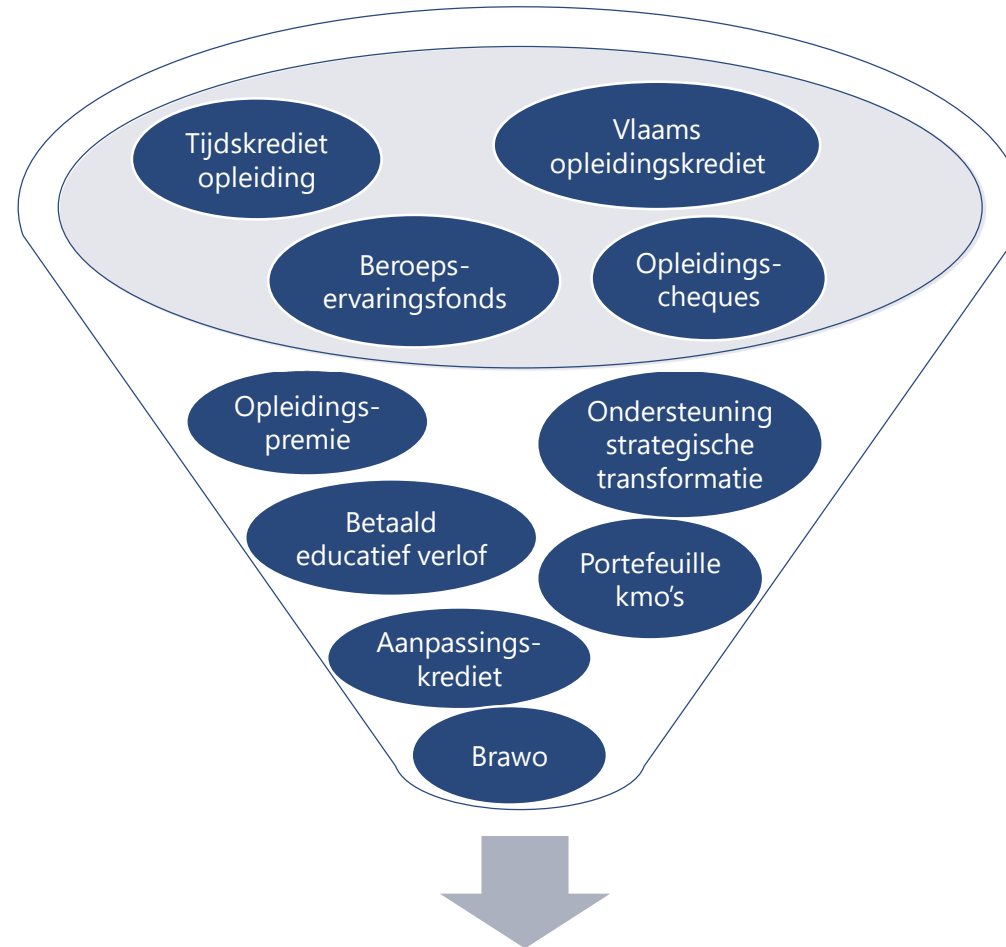 Tijdskrediet
opleiding
Vlaams
opleidingskrediet
Beroeps-
ervaringsfonds
Opleidings-
cheques
Opleidings-
premie
Ondersteuning
strategische
transformatie
Betaald
educatief verlof
Portefeuille
kmo's
Aanpassings-
krediet
Brawo